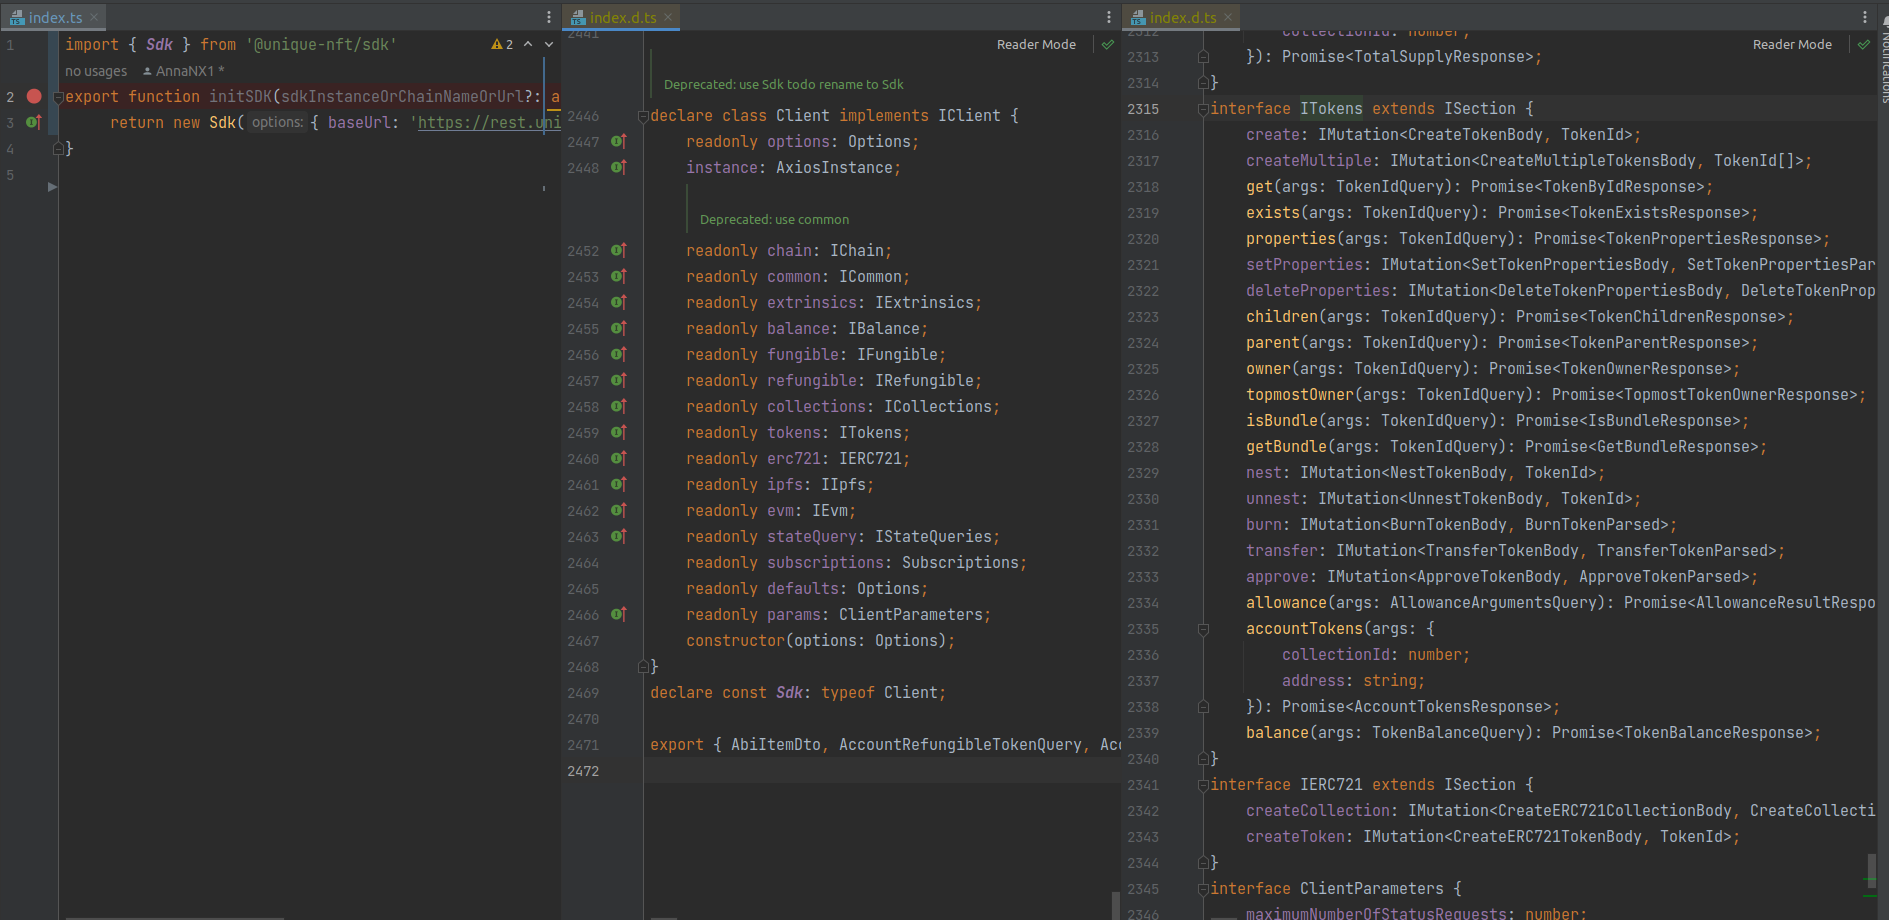 index.ts
1 import { Sdk } from '@unique-nft/sdk'
2
no usages AnnaNX1 *
2 export function initSDK(sdkInstanceOrChainNameOrUrl?: a
3 return new Sdk( options: { baseUrl: 'https://rest.uni
4 }
5
index.d.ts
2441
Reader Mode
Deprecated: use Sdk todo rename to Sdk
2446 declare class Client implements IClient {
2447 readonly options: Options;
2448 instance: AxiosInstance;
Deprecated: use common
2452 readonly chain: IChain;
2453 readonly common: ICommon;
2454 readonly extrinsics: IExtrinsics;
2455 readonly balance: IBalance;
2456 readonly fungible: IFungible;
2457 readonly refungible: IRefungible;
2458 readonly collections: ICollections;
2459 readonly tokens: ITokens;
2460 readonly erc721: IERC721;
2461 readonly ipfs: IIpfs;
2462 readonly evm: IEvm;
2463 readonly stateQuery: IStateQueries;
2464 readonly subscriptions: Subscriptions;
2465 readonly defaults: Options;
2466 readonly params: ClientParameters;
2467 constructor(options: Options);
2468 }
2469 declare const Sdk: typeof Client;
2470
2471 export { AbiItemDto, AccountRefungibleTokenQuery, Acc
2472
index.d.ts
2312 collectionId: number;
Reader Mode
2313 }): Promise<TotalSupplyResponse>;
2314 }
2315 interface ITokens extends ISection {
2316 create: IMutation<CreateTokenBody, TokenId>;
2317 createMultiple: IMutation<CreateMultipleTokensBody, TokenId[]>;
2318 get(args: TokenIdQuery): Promise<TokenByIdResponse>;
2319 exists(args: TokenIdQuery): Promise<TokenExistsResponse>;
2320 properties(args: TokenIdQuery): Promise<TokenPropertiesResponse>;
2321 setProperties: IMutation<SetTokenPropertiesBody, SetTokenPropertiesPar
2322 deleteProperties: IMutation<DeleteTokenPropertiesBody, DeleteTokenProp
2323 children(args: TokenIdQuery): Promise<TokenChildrenResponse>;
2324 parent(args: TokenIdQuery): Promise<TokenParentResponse>;
2325 owner(args: TokenIdQuery): Promise<TokenOwnerResponse>;
2326 topmostOwner(args: TokenIdQuery): Promise<TopmostTokenOwnerResponse>;
2327 isBundle(args: TokenIdQuery): Promise<IsBundleResponse>;
2328 getBundle(args: TokenIdQuery): Promise<GetBundleResponse>;
2329 nest: IMutation<NestTokenBody, TokenId>;
2330 unnest: IMutation<UnnestTokenBody, TokenId>;
2331 burn: IMutation<BurnTokenBody, BurnTokenParsed>;
2332 transfer: IMutation<TransferTokenBody, TransferTokenParsed>;
2333 approve: IMutation<ApproveTokenBody, ApproveTokenParsed>;
2334 allowance(args: AllowanceArgumentsQuery): Promise<AllowanceResultRespo
2335 accountTokens(args: {
2336 collectionId: number;
2337 address: string;
2338 }): Promise<AccountTokensResponse>;
2339 balance(args: TokenBalanceQuery): Promise<TokenBalanceResponse>;
2340 }
2341 interface IERC721 extends ISection {
2342 createCollection: IMutation<CreateERC721CollectionBody, CreateCollecti
2343 createToken: IMutation<CreateERC721TokenBody, TokenId>;
2344 }
2345 interface ClientParameters {
2346 maximumNumberOfStatusRequests: number;
Notifications